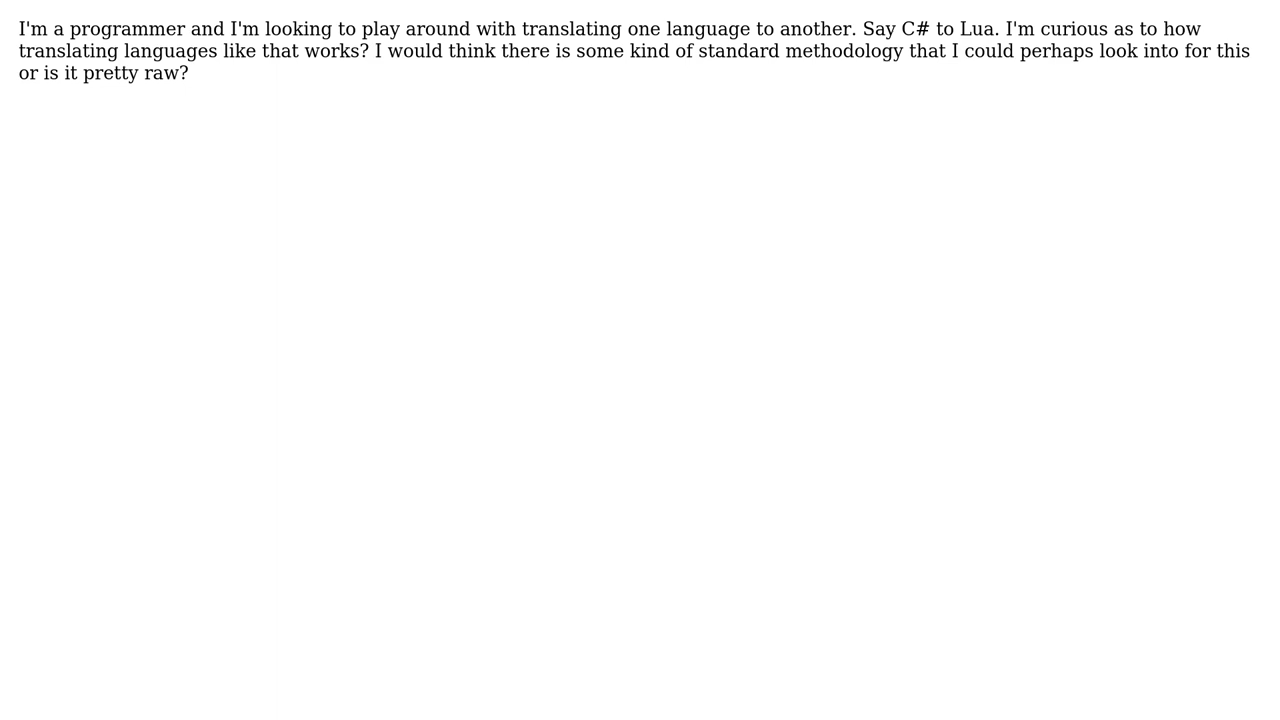 I'm a programmer and I'm looking to play around with translating one language to another. Say C# to Lua. I'm curious as to how
translating languages like that works? I would think there is some kind of standard methodology that I could perhaps look into for this
or is it pretty raw?